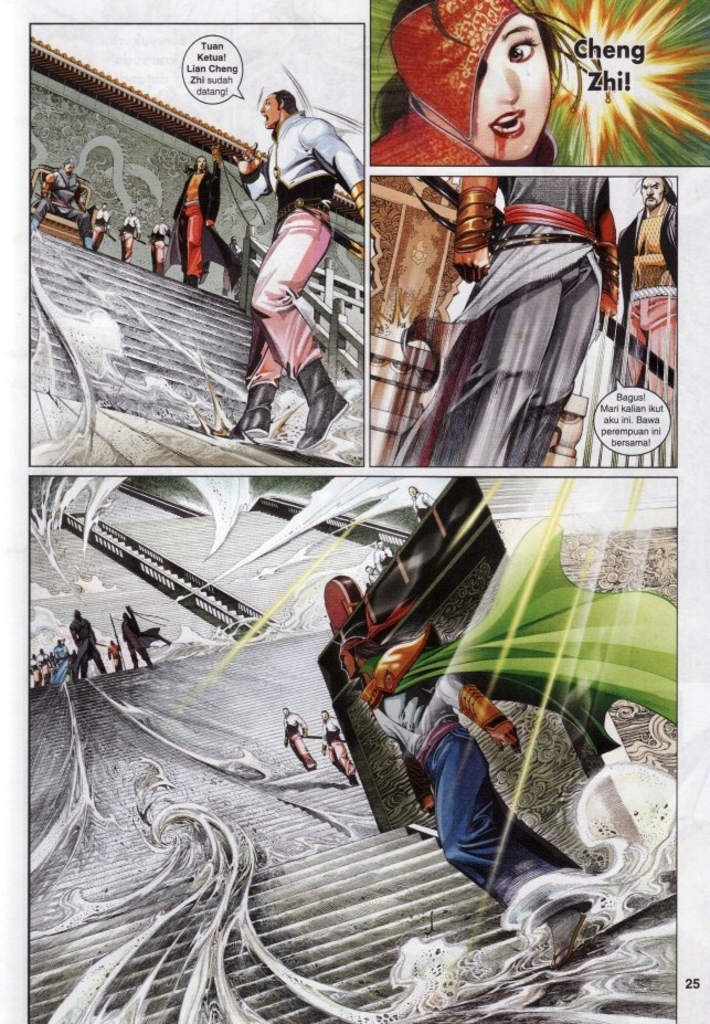 Tuan
Ketua!
Lian Cheng
Zhi sudah
datang!
Cheng
Zhi!
Bagus!
Mari kalian ikut
aku ini. Bawa
perempuan ini
bersama!
25